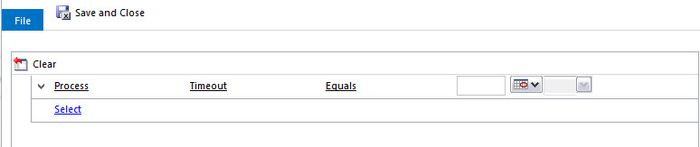 File Save and Close
Clear
Process Timeout Equals
Select